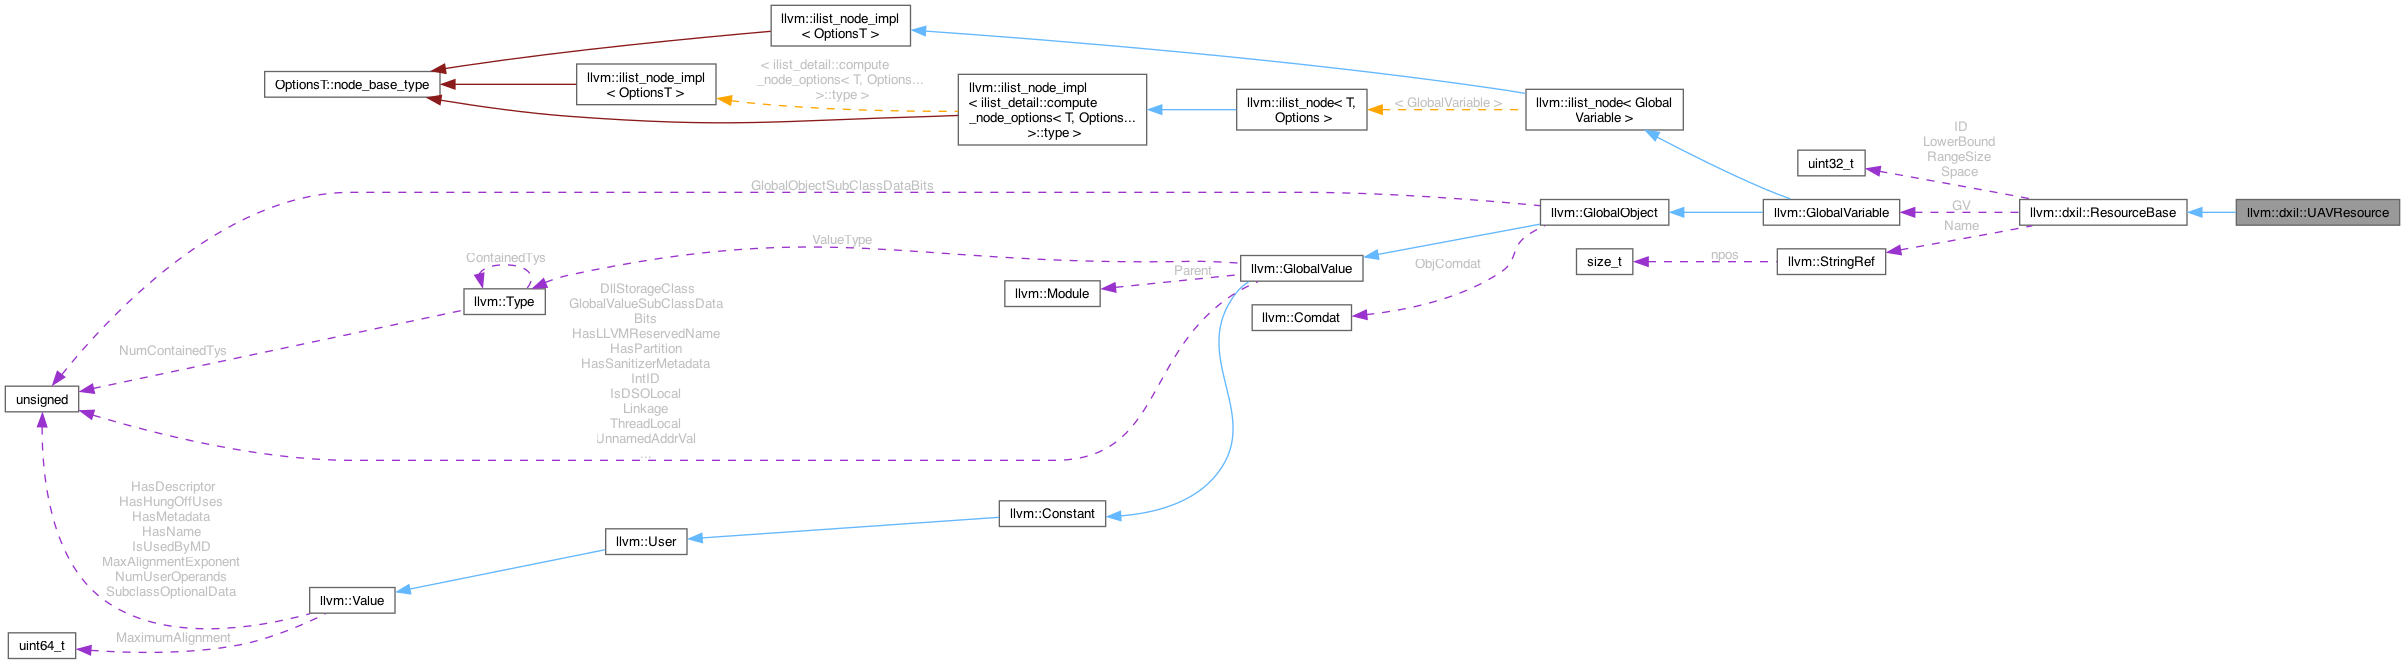 llvm::ilist_node_impl
< OptionsT >
OptionsT::node_base_type
llvm::ilist_node_impl
< OptionsT >
< ilist_detail::compute
_node_options< T, Options...
>::type >
llvm::ilist_node_impl
< ilist_detail::compute
_node_options< T, Options...
>::type >
llvm::ilist_node< T,
Options >
< GlobalVariable >
llvm::ilist_node< Global
Variable >
uint32_t
ID
LowerBound
RangeSize
Space
GlobalObjectSubClassDataBits
llvm::GlobalObject
llvm::GlobalVariable
GV
llvm::dxil::ResourceBase
llvm::dxil::UAVResource
Name
ValueType
ContainedTys
llvm::Type
Parent
llvm::Module
llvm::GlobalValue
ObjComdat
llvm::Comdat
size_t
npos
llvm::StringRef
DllStorageClass
GlobalValueSubClassData
Bits
HasLLVMReservedName
HasPartition
HasSanitizerMetadata
IntID
IsDSOLocal
Linkage
ThreadLocal
UnnamedAddrVal
...
NumContainedTys
unsigned
HasDescriptor
HasHungOffUses
HasMetadata
HasName
IsUsedByMD
MaxAlignmentExponent
NumUserOperands
SubclassOptionalData
llvm::Constant
llvm::User
llvm::Value
MaximumAlignment
uint64_t